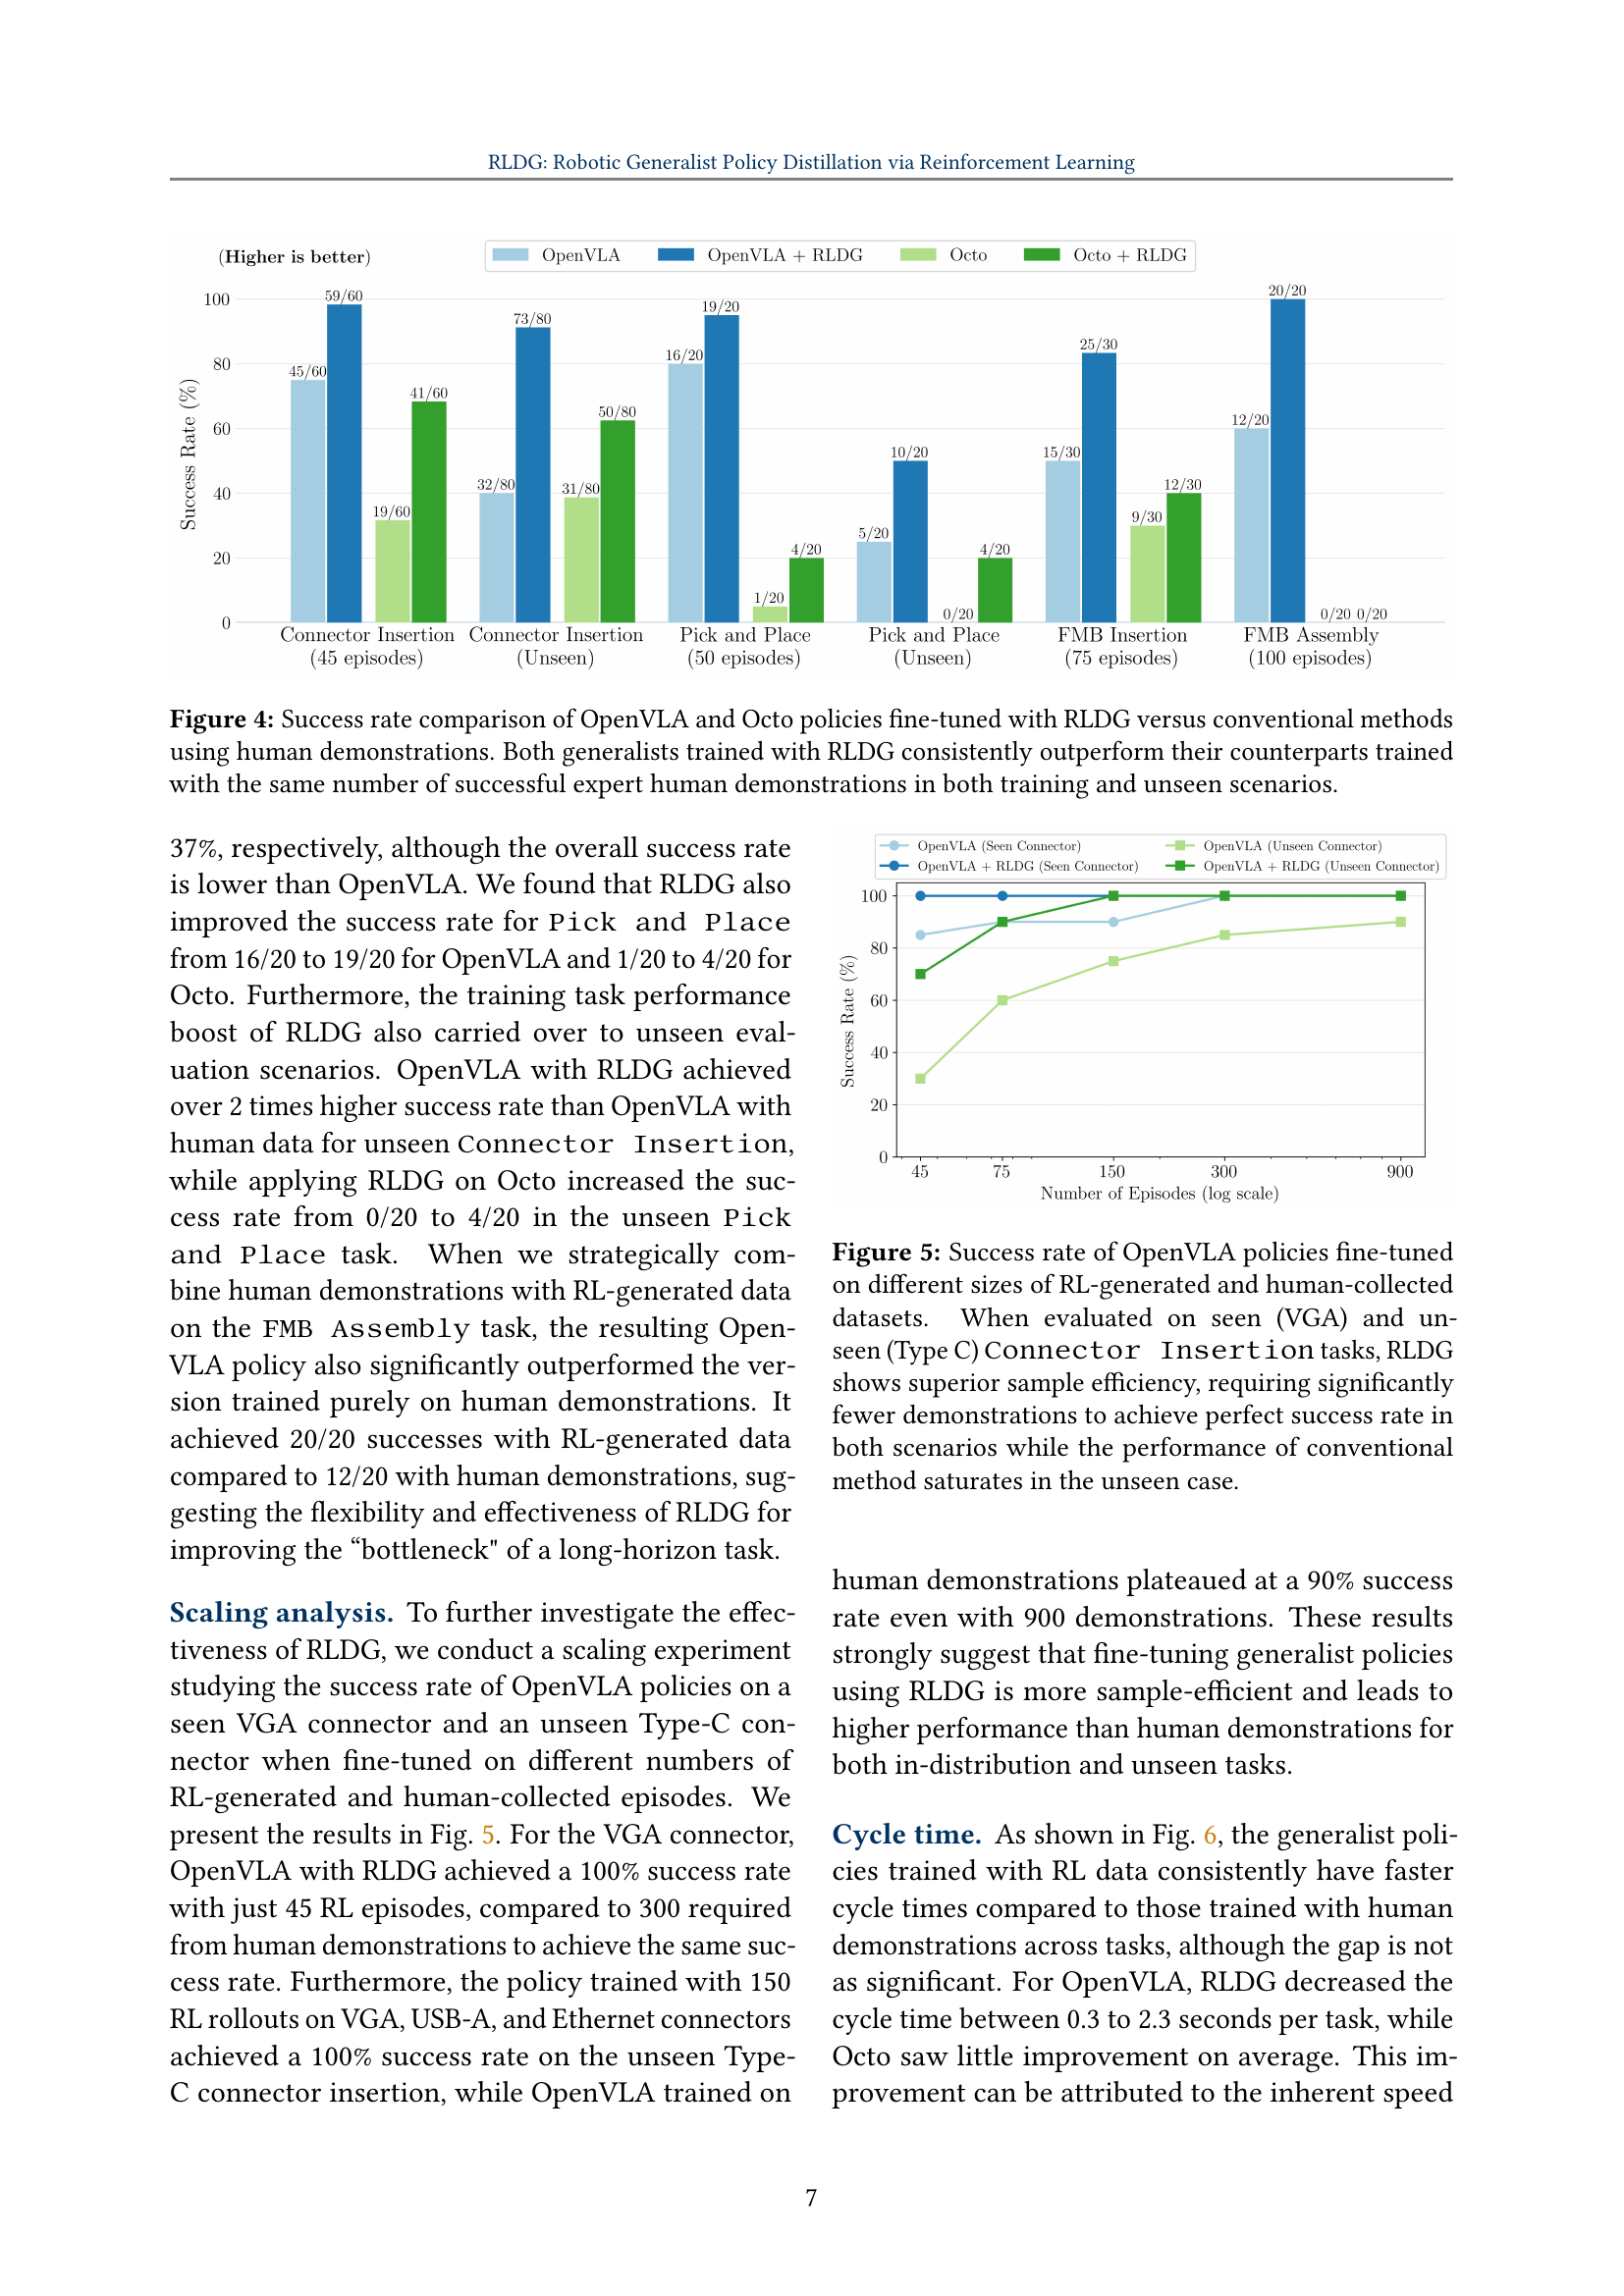 RLDG: Robotic Generalist Policy Distillation via Reinforcement Learning
(Higher is better)
OpenVLA
OpenVLA + RLDG
Octo
Octo + RLDG
Success Rate (%)
100
80
60
40
20
0
45/60
59/60
19/60
41/60
32/80
73/80
31/80
50/80
16/20
19/20
1/20
4/20
5/20
10/20
0/20
4/20
15/30
25/30
9/30
12/30
12/20
20/20
0/20
0/20
Connector Insertion
(45 episodes)
Connector Insertion
(Unseen)
Pick and Place
(50 episodes)
Pick and Place
(Unseen)
FMB Insertion
(75 episodes)
FMB Assembly
(100 episodes)
Figure 4: Success rate comparison of OpenVLA and Octo policies fine-tuned with RLDG versus conventional methods
using human demonstrations. Both generalists trained with RLDG consistently outperform their counterparts trained
with the same number of successful expert human demonstrations in both training and unseen scenarios.
37%, respectively, although the overall success rate
is lower than OpenVLA. We found that RLDG also
improved the success rate for Pick and Place
from 16/20 to 19/20 for OpenVLA and 1/20 to 4/20 for
Octo. Furthermore, the training task performance
boost of RLDG also carried over to unseen eval-
uation scenarios. OpenVLA with RLDG achieved
over 2 times higher success rate than OpenVLA with
human data for unseen Connector Insertion,
while applying RLDG on Octo increased the suc-
cess rate from 0/20 to 4/20 in the unseen Pick
and Place task. When we strategically com-
bine human demonstrations with RL-generated data
on the FMB Assembly task, the resulting Open-
VLA policy also significantly outperformed the ver-
sion trained purely on human demonstrations. It
achieved 20/20 successes with RL-generated data
compared to 12/20 with human demonstrations, sug-
gesting the flexibility and effectiveness of RLDG for
improving the “bottleneck" of a long-horizon task.
Scaling analysis. To further investigate the effec-
tiveness of RLDG, we conduct a scaling experiment
studying the success rate of OpenVLA policies on a
seen VGA connector and an unseen Type-C con-
nector when fine-tuned on different numbers of
RL-generated and human-collected episodes. We
present the results in Fig. 5. For the VGA connector,
OpenVLA with RLDG achieved a 100% success rate
with just 45 RL episodes, compared to 300 required
from human demonstrations to achieve the same suc-
cess rate. Furthermore, the policy trained with 150
RL rollouts on VGA, USB-A, and Ethernet connectors
achieved a 100% success rate on the unseen Type-
C connector insertion, while OpenVLA trained on
OpenVLA (Seen Connector)
OpenVLA + RLDG (Seen Connector)
OpenVLA (Unseen Connector)
OpenVLA + RLDG (Unseen Connector)
Success Rate (%)
100
80
60
40
20
0
45
75
150
300
900
Number of Episodes (log scale)
Figure 5: Success rate of OpenVLA policies fine-tuned
on different sizes of RL-generated and human-collected
datasets. When evaluated on seen (VGA) and un-
seen (Type C) Connector Insertion tasks, RLDG
shows superior sample efficiency, requiring significantly
fewer demonstrations to achieve perfect success rate in
both scenarios while the performance of conventional
method saturates in the unseen case.
human demonstrations plateaued at a 90% success
rate even with 900 demonstrations. These results
strongly suggest that fine-tuning generalist policies
using RLDG is more sample-efficient and leads to
higher performance than human demonstrations for
both in-distribution and unseen tasks.
Cycle time. As shown in Fig. 6, the generalist poli-
cies trained with RL data consistently have faster
cycle times compared to those trained with human
demonstrations across tasks, although the gap is not
as significant. For OpenVLA, RLDG decreased the
cycle time between 0.3 to 2.3 seconds per task, while
Octo saw little improvement on average. This im-
provement can be attributed to the inherent speed
7